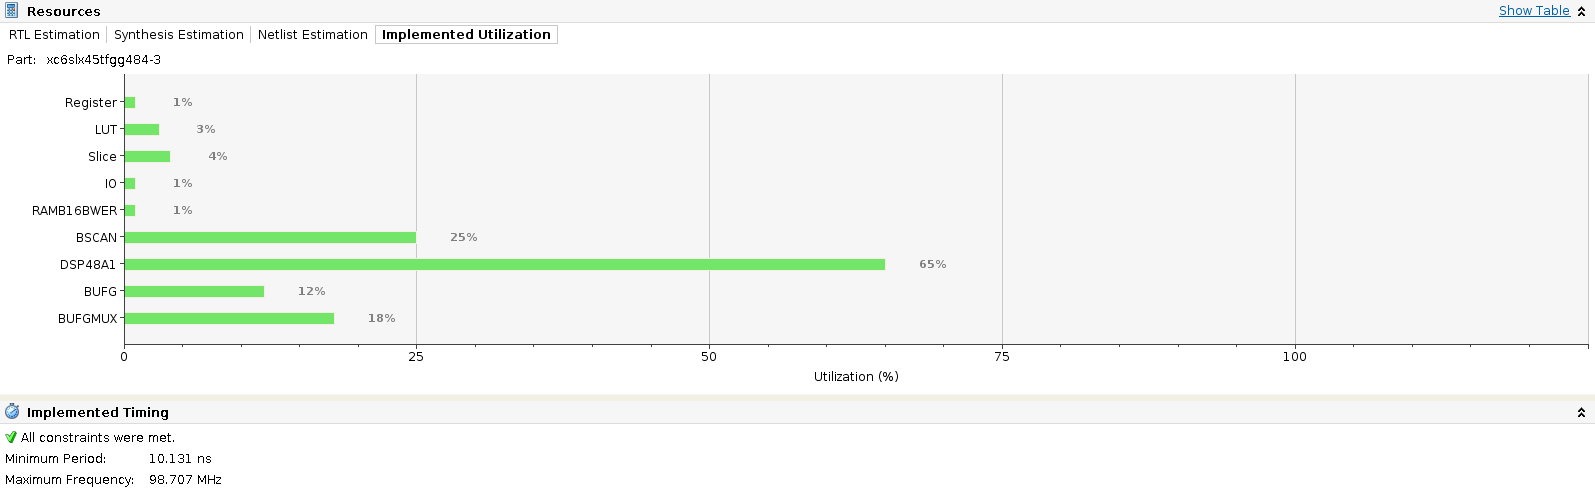 Resources Show Table
RTL Estimation Synthesis Estimation Netlist Estimation Implemented Utilization
Part: xc6slx45tfgg484-3
Register 1%
LUT 3%
Slice 4%
IO 1%
RAMB16BWER 1%
BSCAN 25%
DSP48A1 65%
BUFG 12%
BUFGMUX 18%
0 25 50 75 100
Utilization (%)
Implemented Timing
All constraints were met.
Minimum Period: 10.131 ns
Maximum Frequency: 98.707 MHz